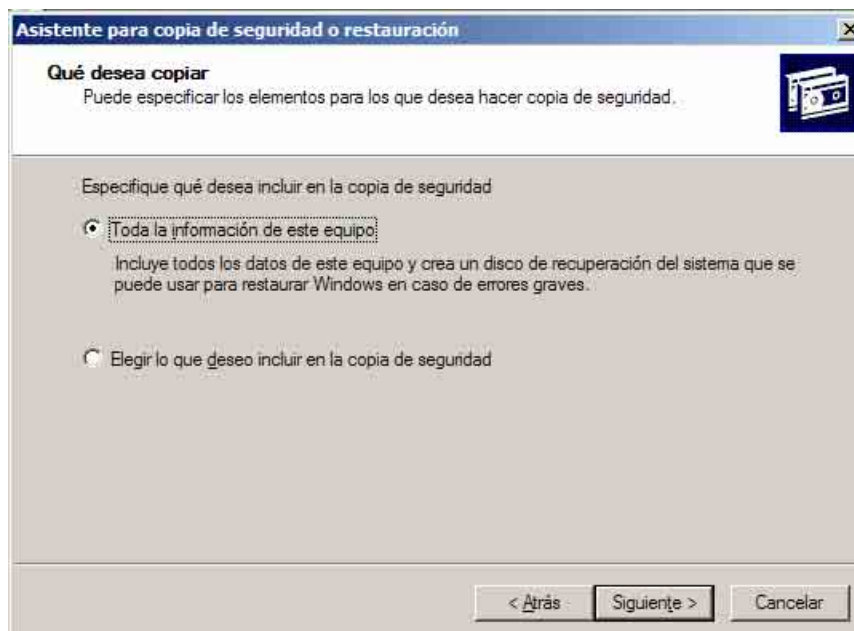 Asistente para copia de seguridad o restauración
Qué desea copiar
Puede especificar los elementos para los que desea hacer copia de seguridad.
Especifique qué desea incluir en la copia de seguridad
Toda la información de este equipo
Incluye todos los datos de este equipo y crea un disco de recuperación del sistema que se
puede usar para restaurar Windows en caso de errores graves.
Elegir lo que deseo incluir en la copia de seguridad
< Atrás
Siguiente >
Cancelar